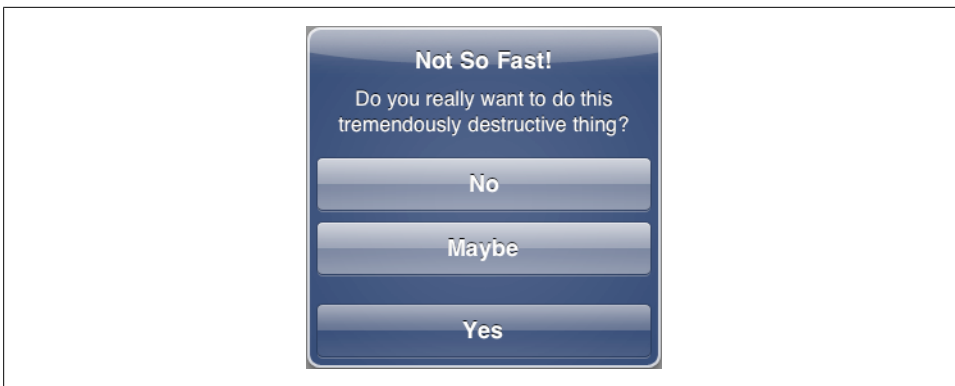 Not So Fast!
Do you really want to do this
tremendously destructive thing?
No
Maybe
Yes